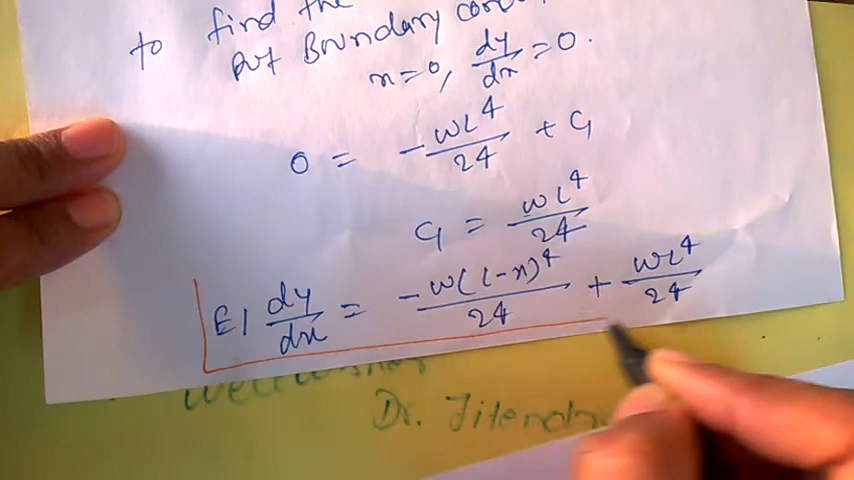 to find the
put Boundary
x=0, dy/dx = 0.
0 = -wl⁴/24 + C₁
C₁ = wl⁴/24
EI dy/dx = -w(l-x)⁴/24 + wl⁴/24
Dr. Jitendra